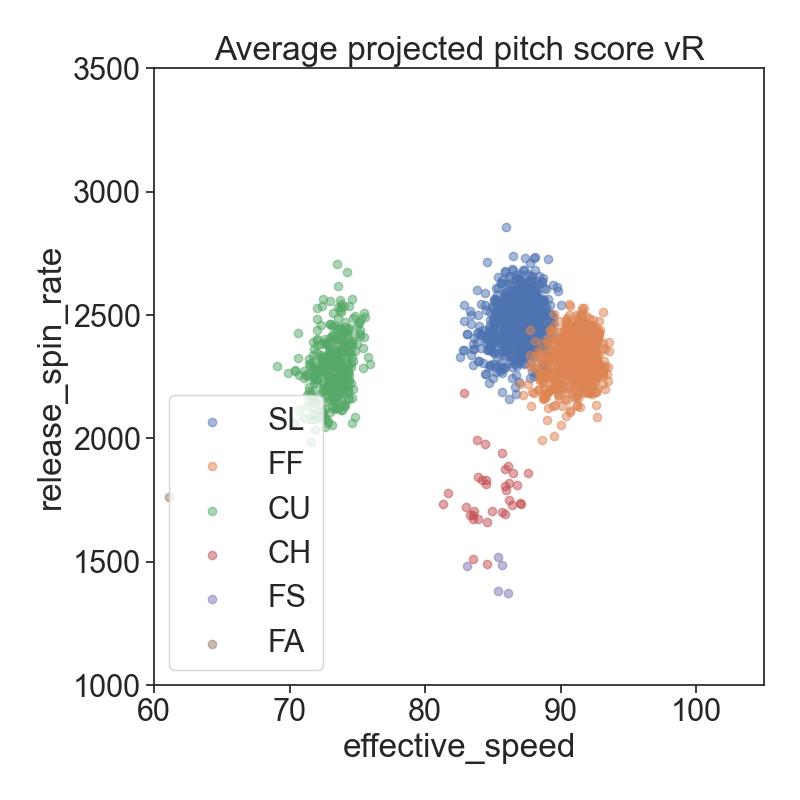 Average projected pitch score vR
3500
3000
2500
2000
1500
1000
release_spin_rate
SL
FF
CU
CH
FS
FA
60 70 80 90 100
effective_speed